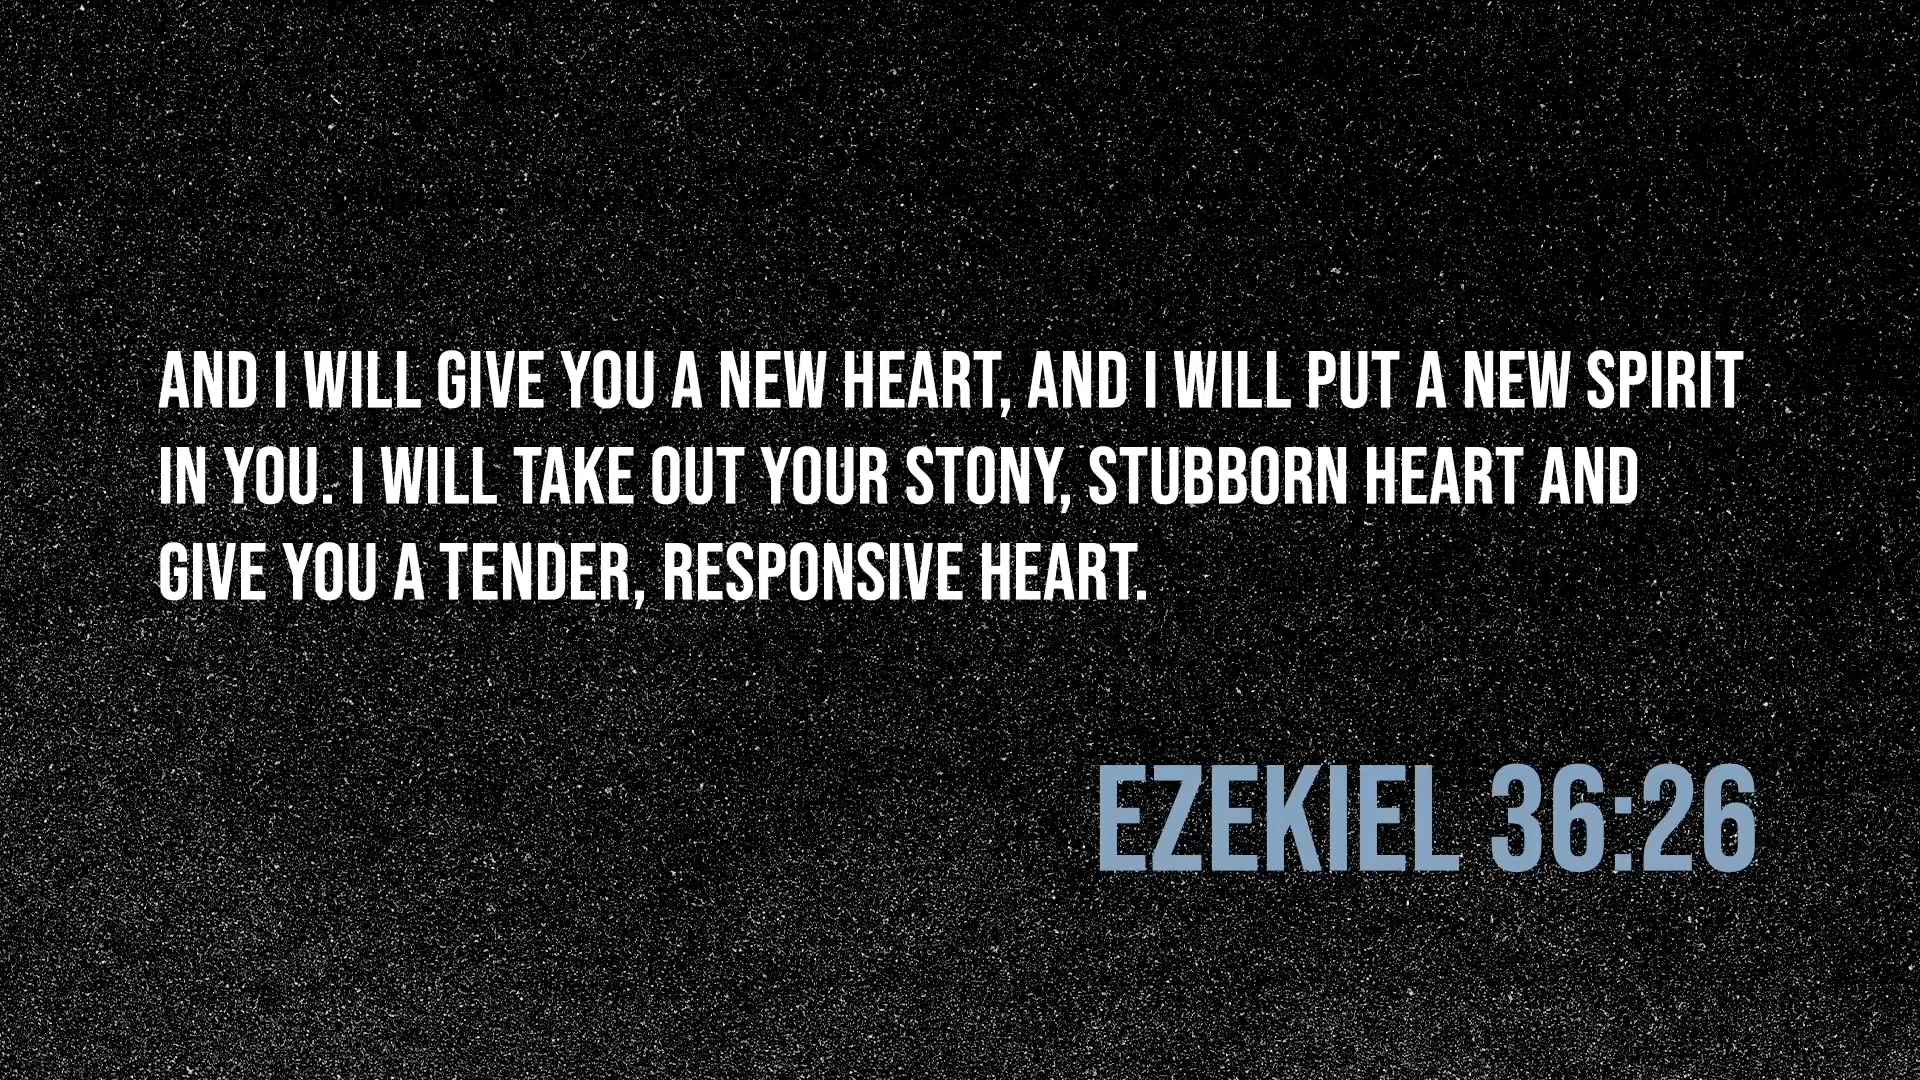 AND I WILL GIVE YOU A NEW HEART, AND I WILL PUT A NEW SPIRIT
IN YOU. I WILL TAKE OUT YOUR STONY, STUBBORN HEART AND
GIVE YOU A TENDER, RESPONSIVE HEART.
EZEKIEL 36:26